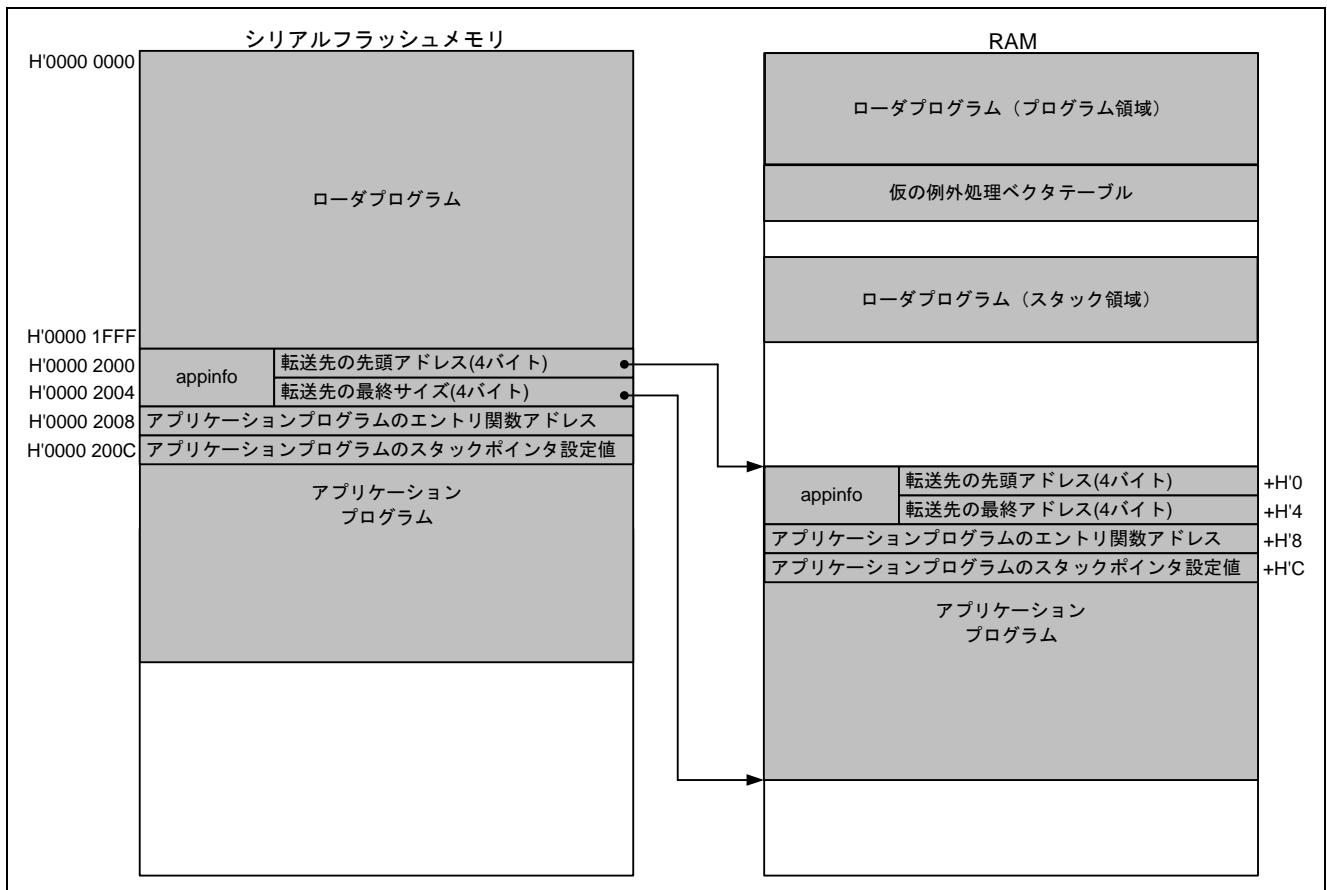 シリアルフラッシュメモリ
H'0000 0000
ローダプログラム
H'0000 1FFF
H'0000 2000
appinfo
転送先の先頭アドレス(4バイト)
H'0000 2004
転送先の最終サイズ(4バイト)
H'0000 2008
アプリケーションプログラムのエントリ関数アドレス
H'0000 200C
アプリケーションプログラムのスタックポインタ設定値
アプリケーション
プログラム
RAM
ローダプログラム（プログラム領域）
仮の例外処理ベクタテーブル
ローダプログラム（スタック領域）
appinfo
転送先の先頭アドレス(4バイト)
+H'0
転送先の最終アドレス(4バイト)
+H'4
アプリケーションプログラムのエントリ関数アドレス
+H'8
アプリケーションプログラムのスタックポインタ設定値
+H'C
アプリケーション
プログラム